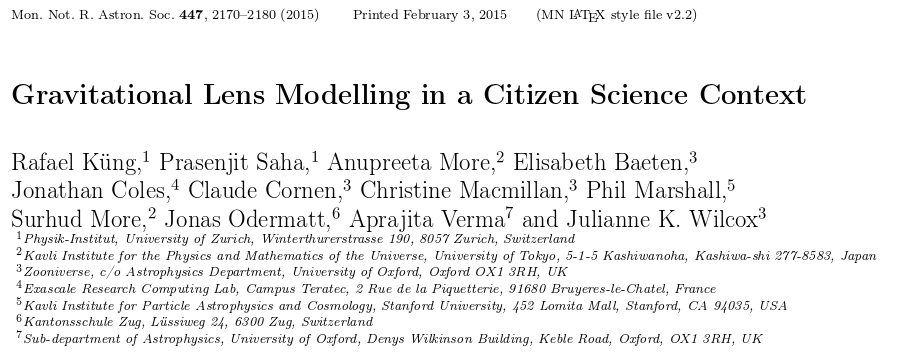 Mon. Not. R. Astron. Soc. 447, 2170–2180 (2015) Printed February 3, 2015 (MN LATEX style file v2.2)
Gravitational Lens Modelling in a Citizen Science Context
Rafael Küng,1 Prasenjit Saha,1 Anupreeta More,2 Elisabeth Baeten,3
Jonathan Coles,4 Claude Cornen,3 Christine Macmillan,3 Phil Marshall,5
Surhud More,2 Jonas Odermatt,6 Aprajita Verma7 and Julianne K. Wilcox3
1Physik-Institut, University of Zurich, Winterthurerstrasse 190, 8057 Zurich, Switzerland
2Kavli Institute for the Physics and Mathematics of the Universe, University of Tokyo, 5-1-5 Kashiwanoha, Kashiwa-shi 277-8583, Japan
3Zooniverse, c/o Astrophysics Department, University of Oxford, Oxford OX1 3RH, UK
4Exascale Research Computing Lab, Campus Teratec, 2 Rue de la Piquetterie, 91680 Bruyeres-le-Chatel, France
5Kavli Institute for Particle Astrophysics and Cosmology, Stanford University, 452 Lomita Mall, Stanford, CA 94035, USA
6Kantonsschule Zug, Lüssiweg 24, 6300 Zug, Switzerland
7Sub-department of Astrophysics, University of Oxford, Denys Wilkinson Building, Keble Road, Oxford, OX1 3RH, UK